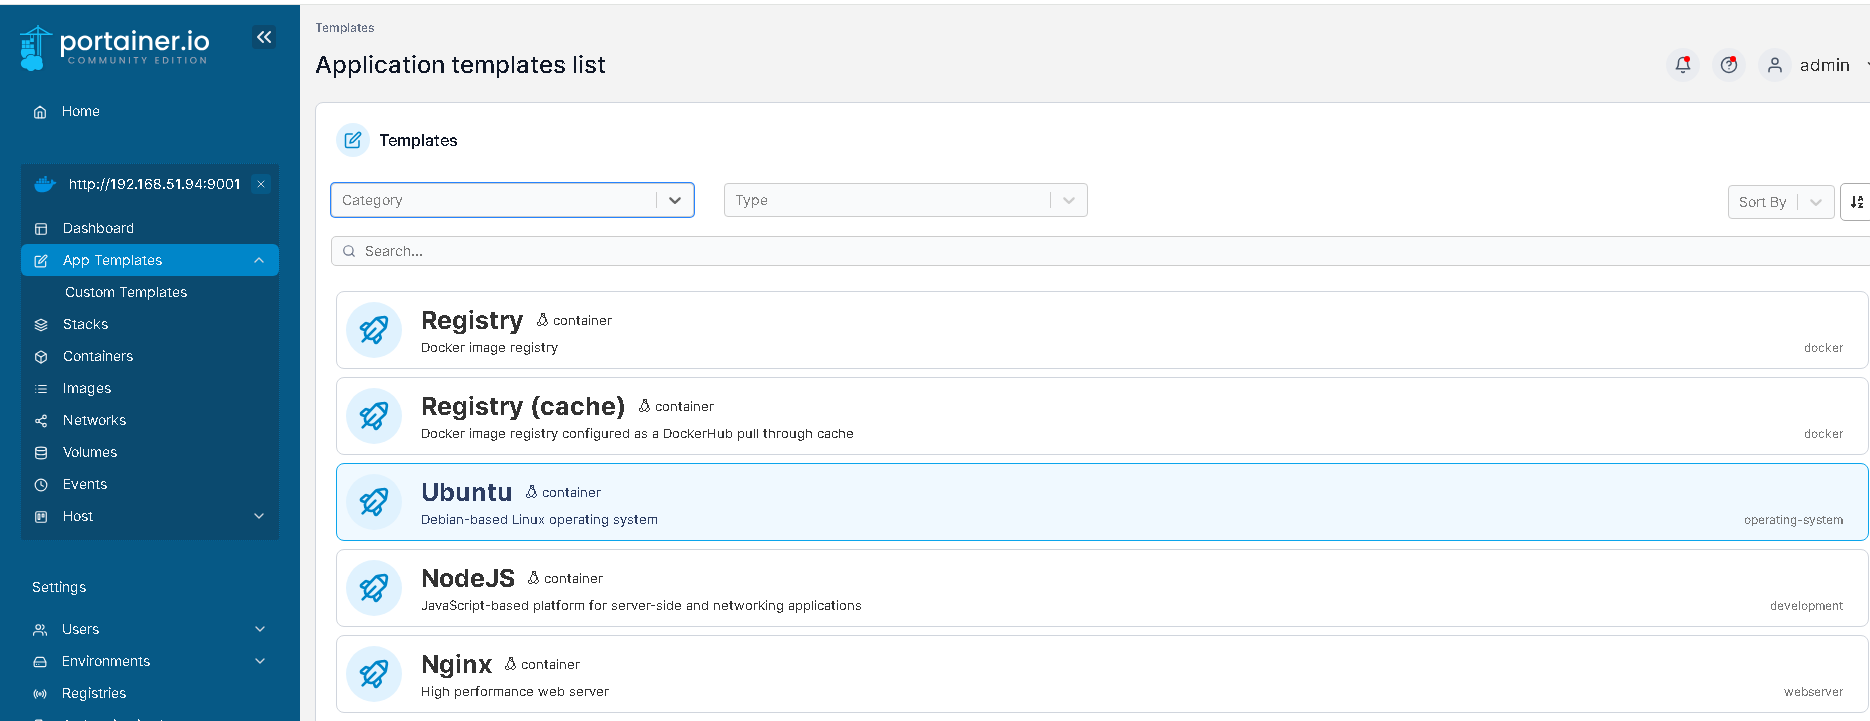 portainer.io
COMMUNITY EDITION
Home
http://192.168.51.94:9001
Dashboard
App Templates
Custom Templates
Stacks
Containers
Images
Networks
Volumes
Events
Host
Settings
Users
Environments
Registries
Templates
Application templates list
admin
Templates
Category
Type
Sort By
Search...
Registry container
Docker image registry
docker
Registry (cache) container
Docker image registry configured as a DockerHub pull through cache
docker
Ubuntu container
Debian-based Linux operating system
operating-system
NodeJS container
JavaScript-based platform for server-side and networking applications
development
Nginx container
High performance web server
webserver